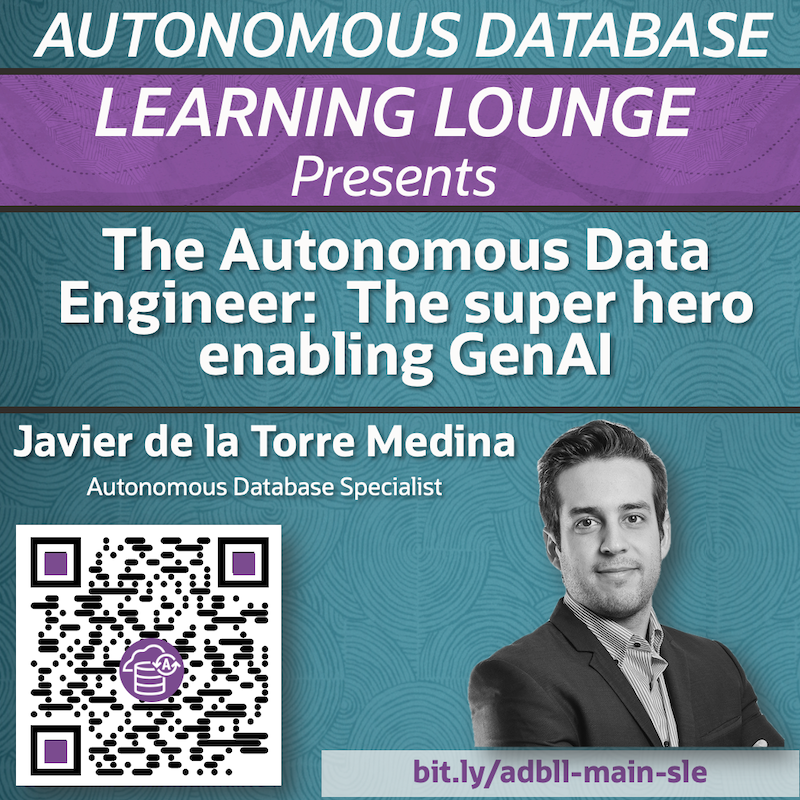 AUTONOMOUS DATABASE
LEARNING LOUNGE
Presents
The Autonomous Data
Engineer:  The super hero
enabling GenAI
Javier de la Torre Medina
Autonomous Database Specialist
A
bit.ly/adbll-main-sle